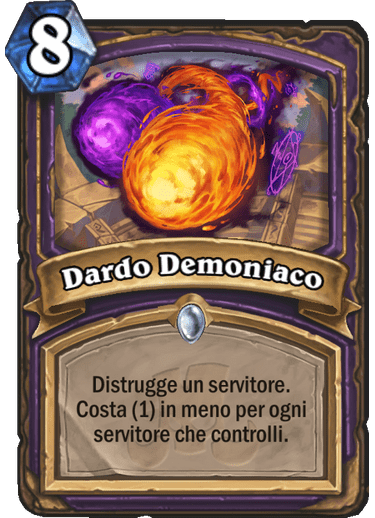 8
Dardo Demoniaco
Distrugge un servitore.
Costa (1) in meno per ogni
servitore che controlli.